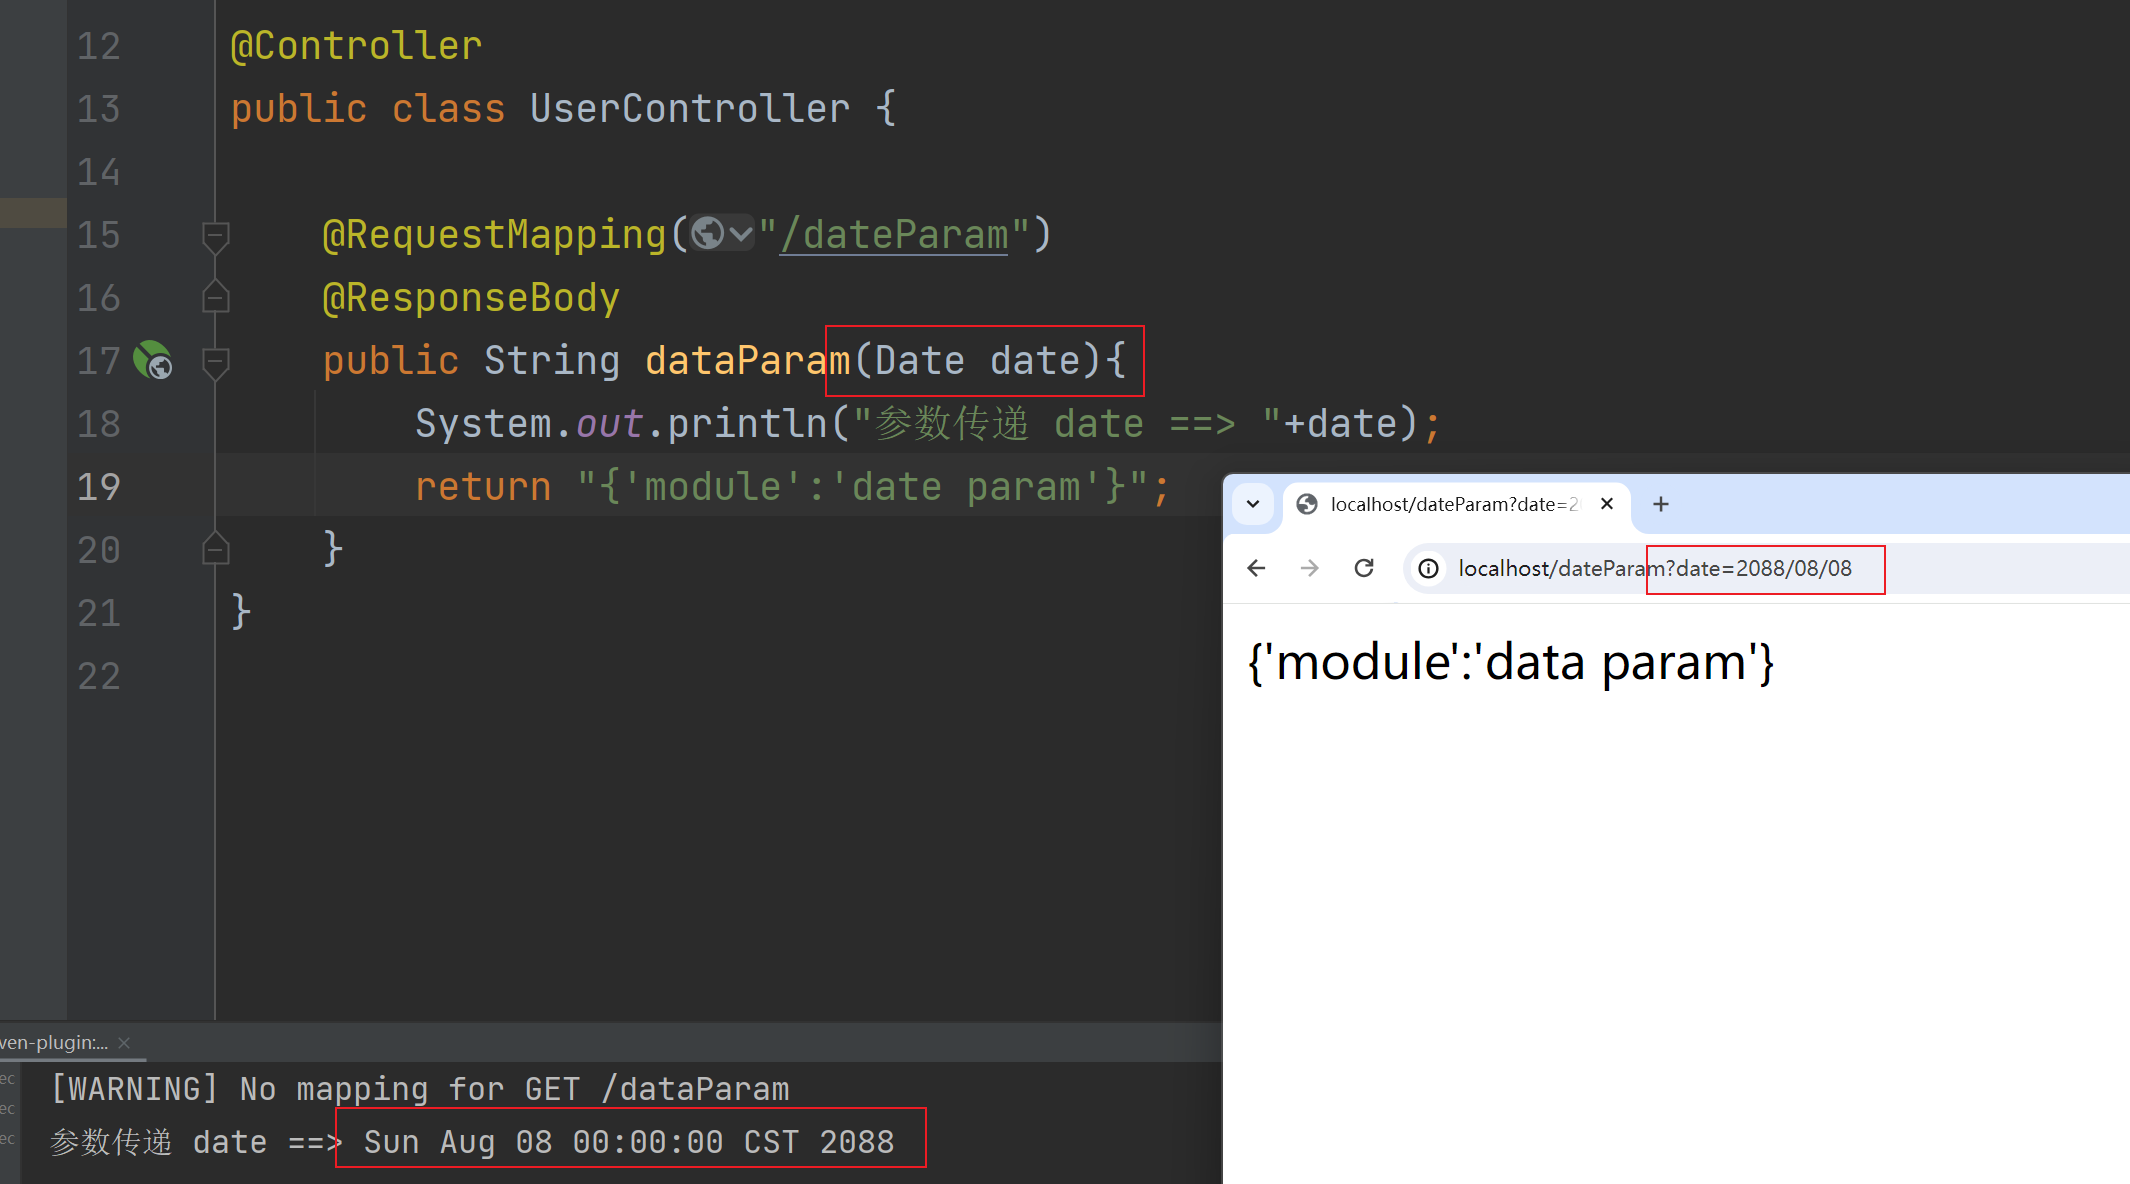 12 @Controller
13 public class UserController {
14
15 @RequestMapping("/dateParam")
16 @ResponseBody
17 public String dataParam(Date date){
18 System.out.println("参数传递 date ==> "+date);
19 return "{'module':'date param'}";
20 }
21 }
22
localhost/dateParam?date=2
localhost/dateParam?date=2088/08/08
{'module':'data param'}
ven-plugin:...
ec
ec
ec
[WARNING] No mapping for GET /dataParam
参数传递 date ==> Sun Aug 08 00:00:00 CST 2088